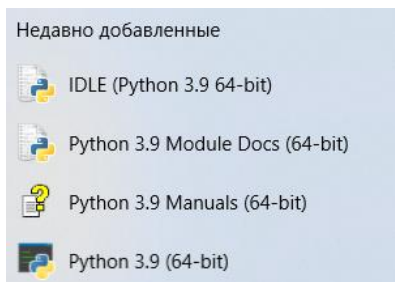 Недавно добавленные
IDLE (Python 3.9 64-bit)
Python 3.9 Module Docs (64-bit)
Python 3.9 Manuals (64-bit)
Python 3.9 (64-bit)